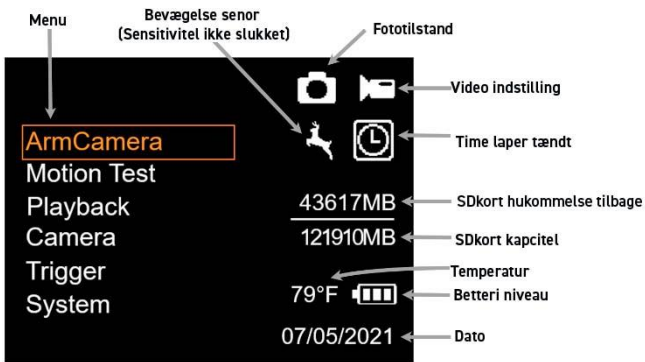 Menu
Bevægelse senor
(Sensitivitel ikke slukket)
Fototilstand
Video indstilling
ArmCamera
Time laper tændt
Motion Test
Playback
43617MB
SDkort hukommelse tilbage
Camera
121910MB
SDkort kapcitel
Trigger
Temperatur
System
79°F
Betteri niveau
07/05/2021
Dato